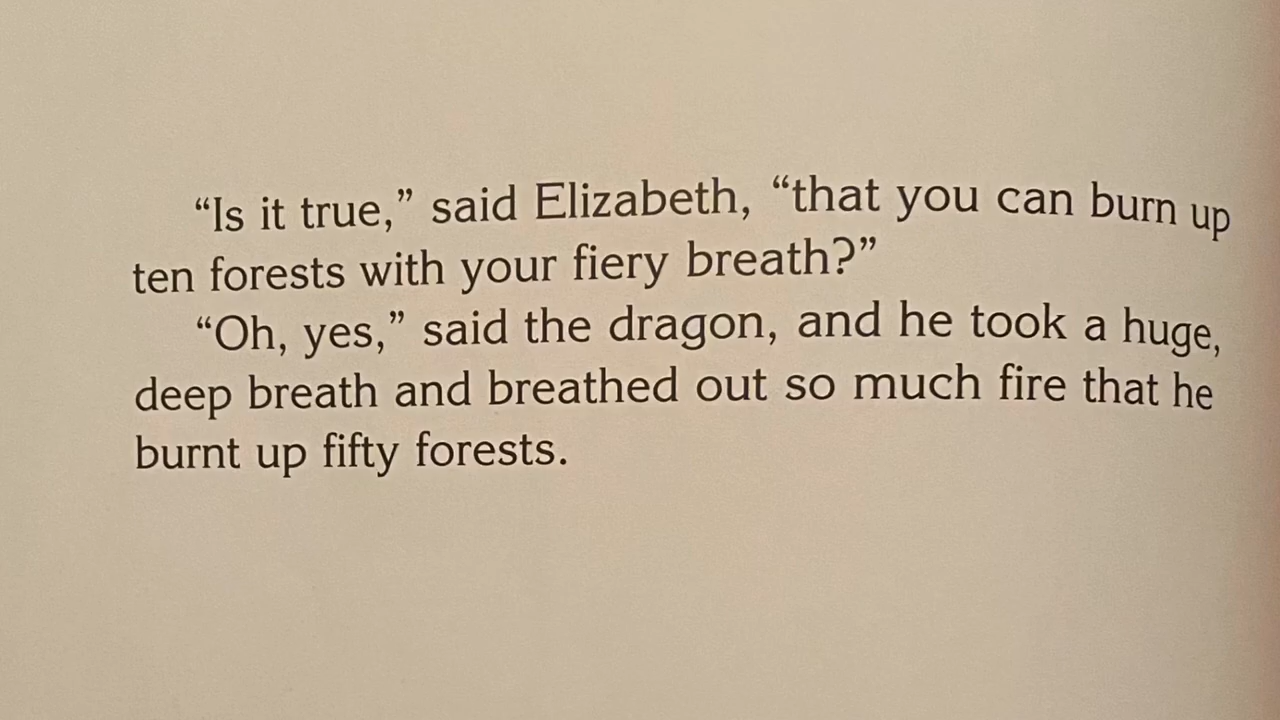 “Is it true,” said Elizabeth, “that you can burn up
ten forests with your fiery breath?”
“Oh, yes,” said the dragon, and he took a huge,
deep breath and breathed out so much fire that he
burnt up fifty forests.